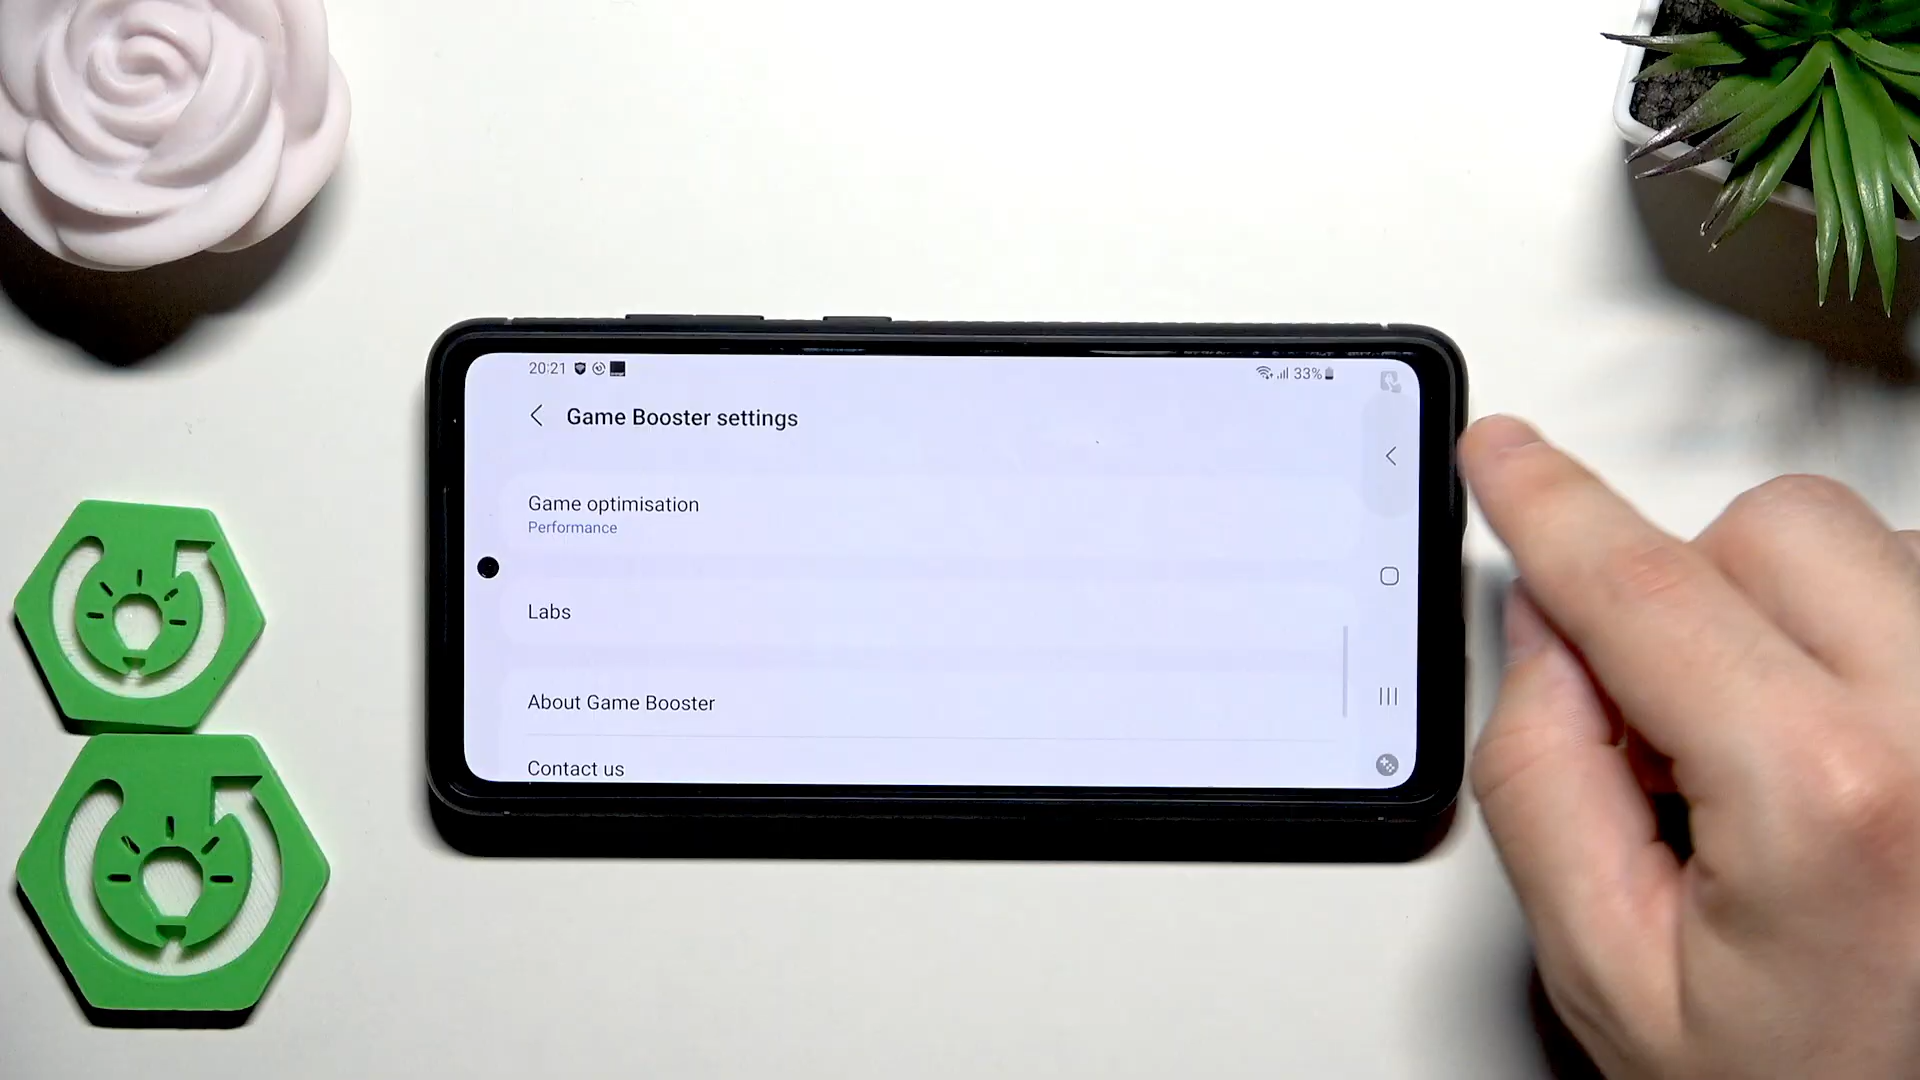 20:21
33%
Game Booster settings
Game optimisation
Performance
Labs
About Game Booster
Contact us